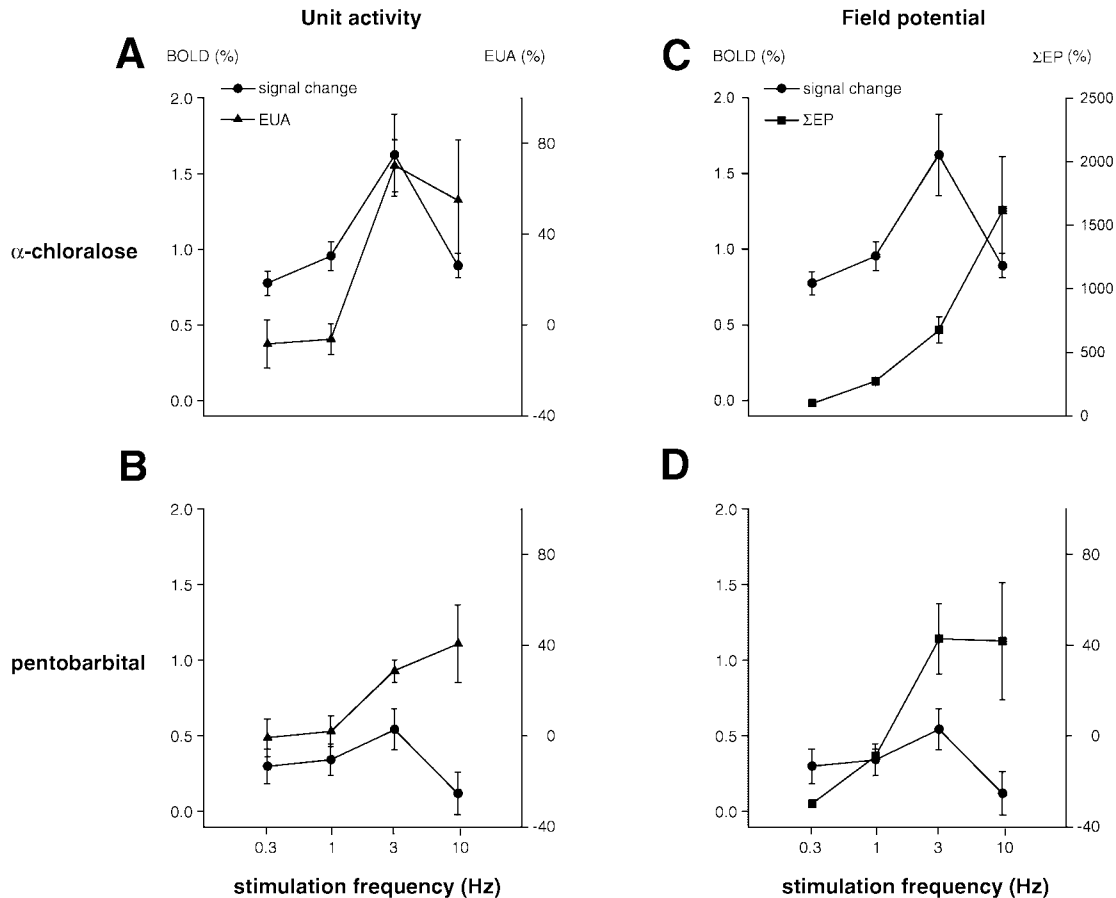 Unit activity
Field potential
A
BOLD (%)
EUA (%)
signal change
EUA
2.0
1.5
1.0
0.5
0.0
80
40
0
-40
α-chloralose
C
BOLD (%)
ΣEP (%)
signal change
ΣEP
2.0
1.5
1.0
0.5
0.0
2500
2000
1500
1000
500
0
B
2.0
1.5
1.0
0.5
0.0
80
40
0
-40
pentobarbital
0.3 1 3 10
stimulation frequency (Hz)
D
2.0
1.5
1.0
0.5
0.0
80
40
0
-40
0.3 1 3 10
stimulation frequency (Hz)